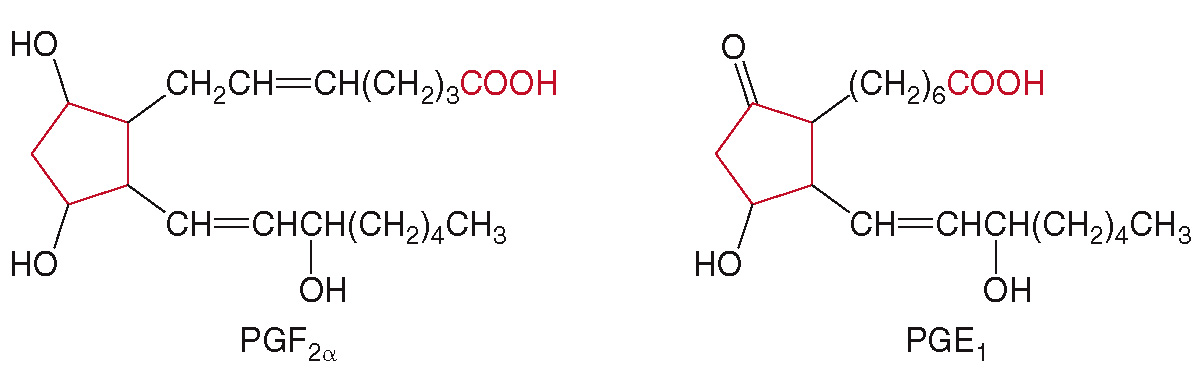 HO
CH₂CH=CH(CH₂)₃COOH
CH=CHCH(CH₂)₄CH₃
HO
OH
PGF₂α
O
(CH₂)₆COOH
CH=CHCH(CH₂)₄CH₃
HO
OH
PGE₁